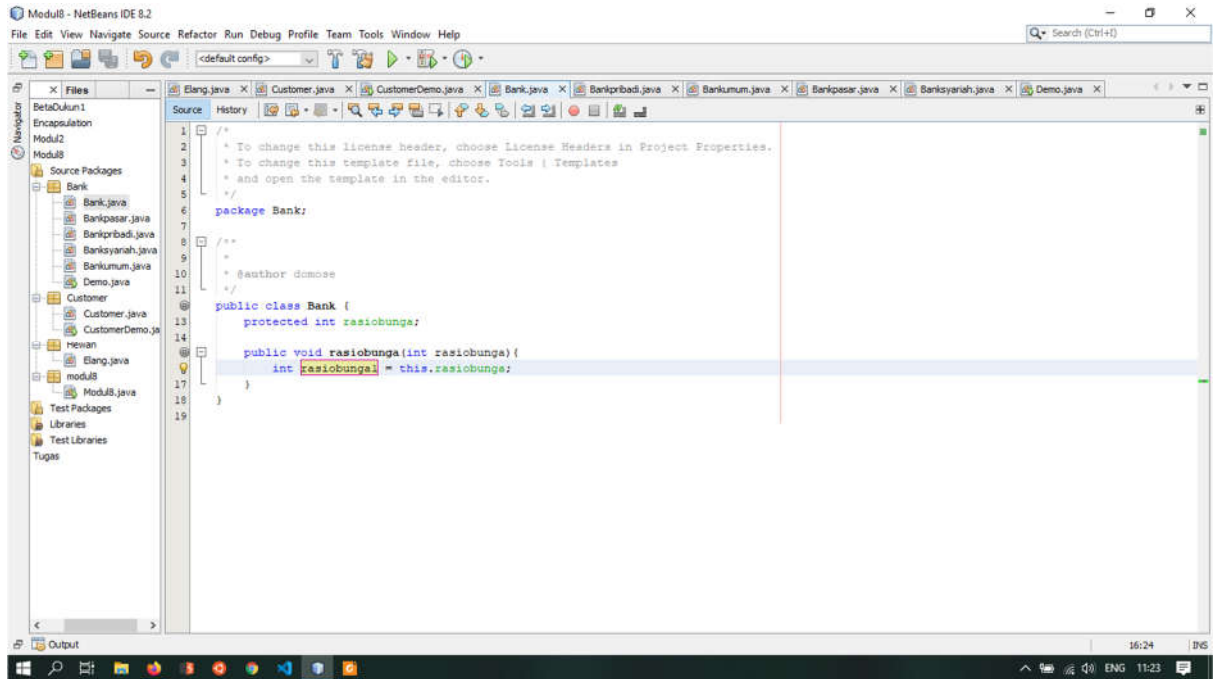 Modul8 - NetBeans IDE 8.2
File Edit View Navigate Source Refactor Run Debug Profile Team Tools Window Help
Search (Ctrl+I)
<default config>
Files
Elang.java Customer.java CustomerDemo.java Bank.java Bankpribadi.java Bankumum.java Bankpasar.java Banksyariah.java Demo.java
Navigator
Source History
BetaDukun1
Encapsulation
Modul2
Modul8
Source Packages
Bank
Bank.java
Bankpasar.java
Bankpribadi.java
Banksyariah.java
Bankumum.java
Demo.java
Customer
Customer.java
CustomerDemo.ja
Hewan
Elang.java
modul8
Modul8.java
Test Packages
Libraries
Test Libraries
Tugas
1 /*
2 * To change this license header, choose License Headers in Project Properties.
3 * To change this template file, choose Tools | Templates
4 * and open the template in the editor.
5 */
6 package Bank;
7
8 /**
9 *
10 * @author domose
11 */
public class Bank {
13 protected int rasiobunga;
14
public void rasiobunga(int rasiobunga){
int rasiobunga1 = this.rasiobunga;
17 }
18 }
19
Output
16:24 INS
ENG 11:23